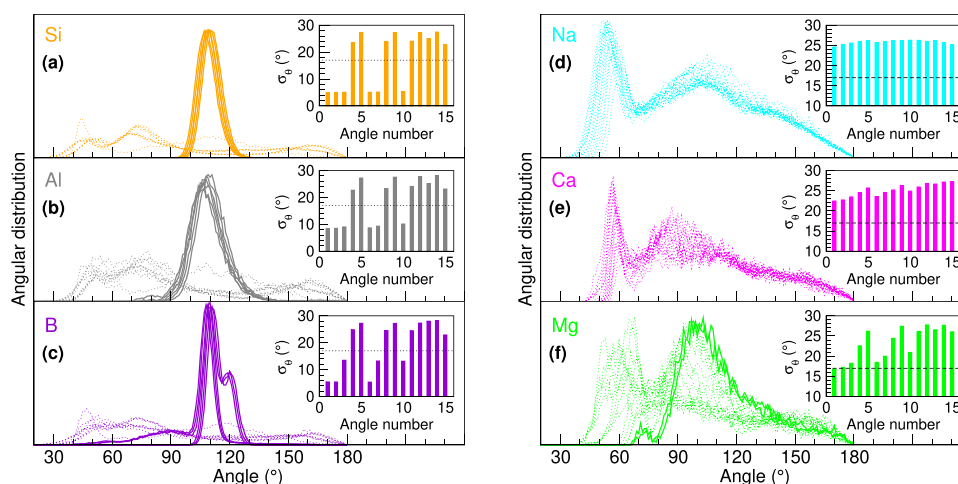 Si
(a)
30
20
10
0
σθ (°)
0 5 10 15
Angle number
Al
(b)
30
20
10
0
σθ (°)
0 5 10 15
Angle number
B
(c)
30
20
10
0
σθ (°)
0 5 10 15
Angle number
Angular distribution
30 60 90 120 150 180
Angle (°)
Na
(d)
30
25
20
15
10
σθ (°)
0 5 10 15
Angle number
Ca
(e)
30
25
20
15
10
σθ (°)
0 5 10 15
Angle number
Mg
(f)
30
25
20
15
10
σθ (°)
0 5 10 15
Angle number
Angular distribution
30 60 90 120 150 180
Angle (°)